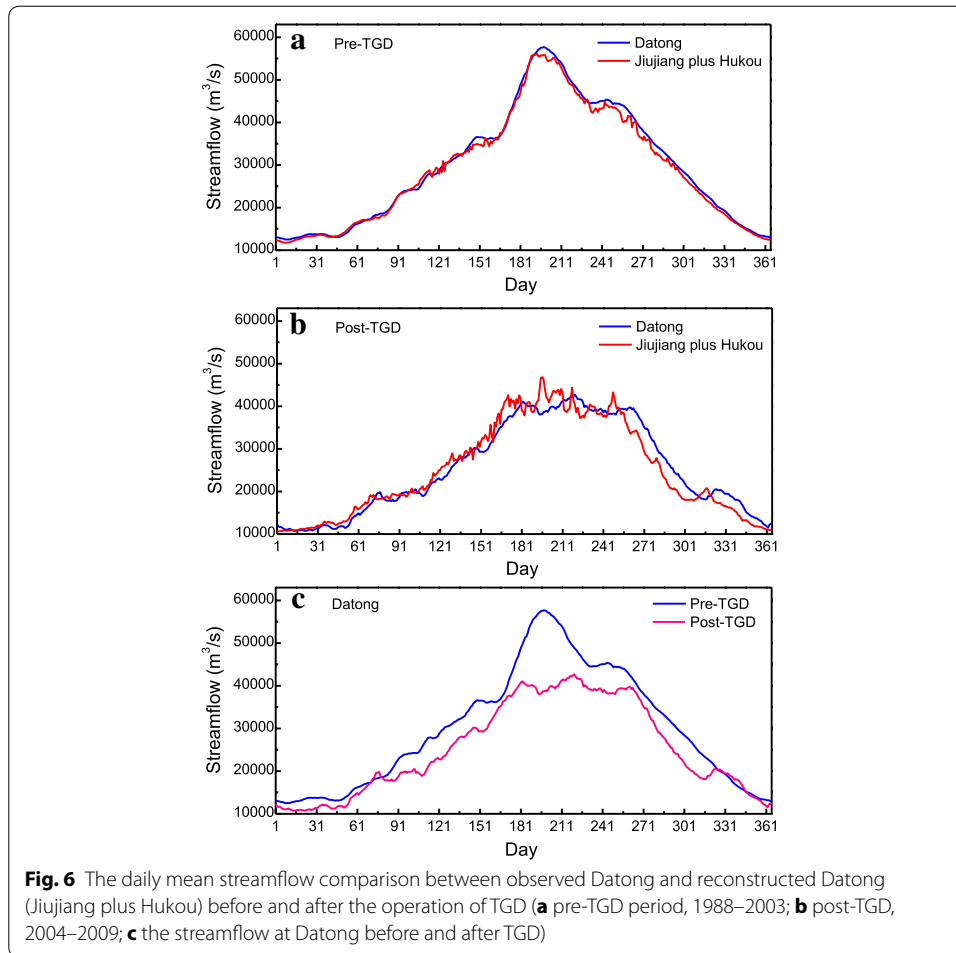 a Pre-TGD
Datong
Jiujiang plus Hukou
Streamflow (m³/s)
60000
50000
40000
30000
20000
10000
1 31 61 91 121 151 181 211 241 271 301 331 361
Day
b Post-TGD
Datong
Jiujiang plus Hukou
Streamflow (m³/s)
60000
50000
40000
30000
20000
10000
1 31 61 91 121 151 181 211 241 271 301 331 361
Day
c Datong
Pre-TGD
Post-TGD
Streamflow (m³/s)
60000
50000
40000
30000
20000
10000
1 31 61 91 121 151 181 211 241 271 301 331 361
Day
Fig. 6 The daily mean streamflow comparison between observed Datong and reconstructed Datong
(Jiujiang plus Hukou) before and after the operation of TGD (a pre-TGD period, 1988–2003; b post-TGD,
2004–2009; c the streamflow at Datong before and after TGD)